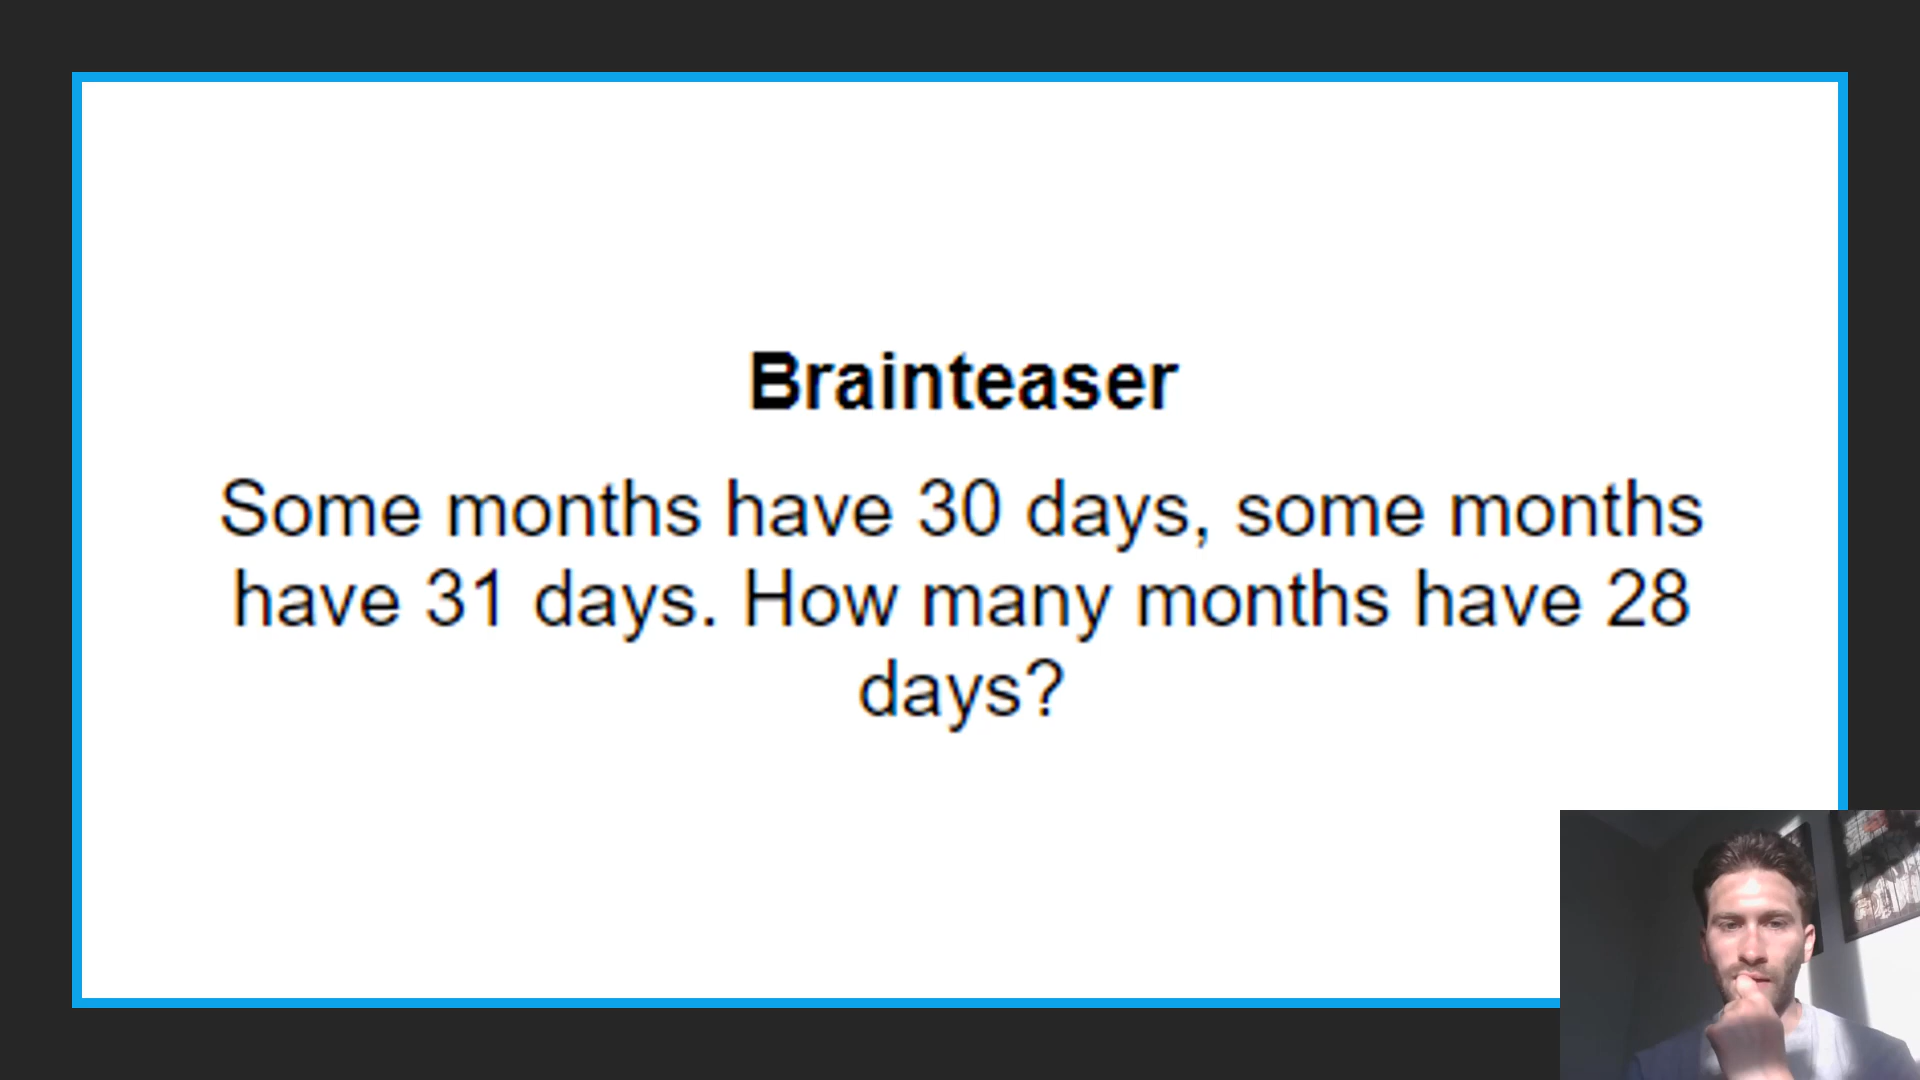 Brainteaser
Some months have 30 days, some months
have 31 days. How many months have 28
days?